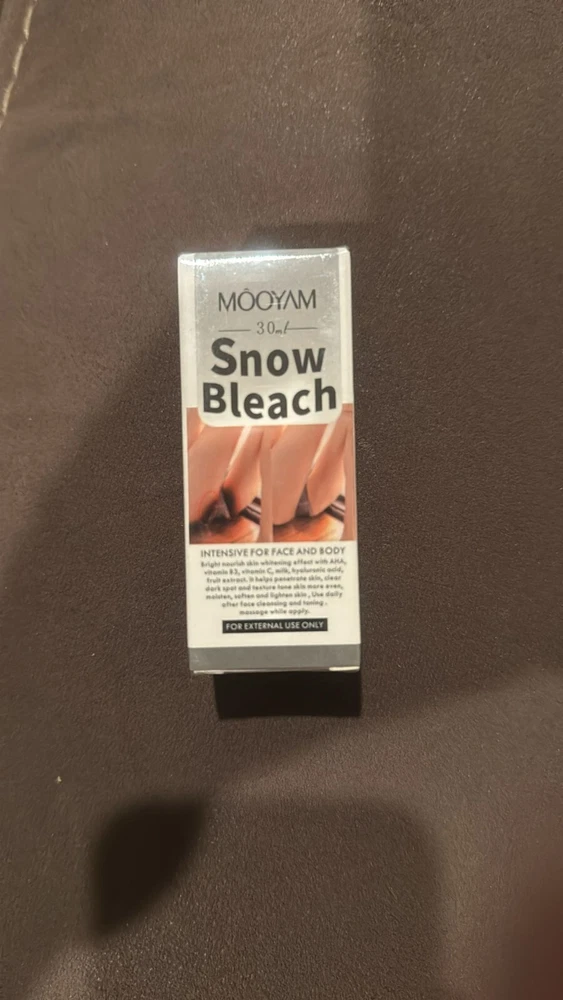 MÔOYAM
30ml
Snow
Bleach
INTENSIVE FOR FACE AND BODY
Bright nourish skin whitening effect with AHA,
vitamin B3, vitamin C, milk, hyaluronic acid,
fruit extract. It helps penetrate skin, clear
dark spot and texture tone skin more even,
moisten, soften and lighten skin, Use daily
after face cleansing and toning.
massage while apply.
FOR EXTERNAL USE ONLY